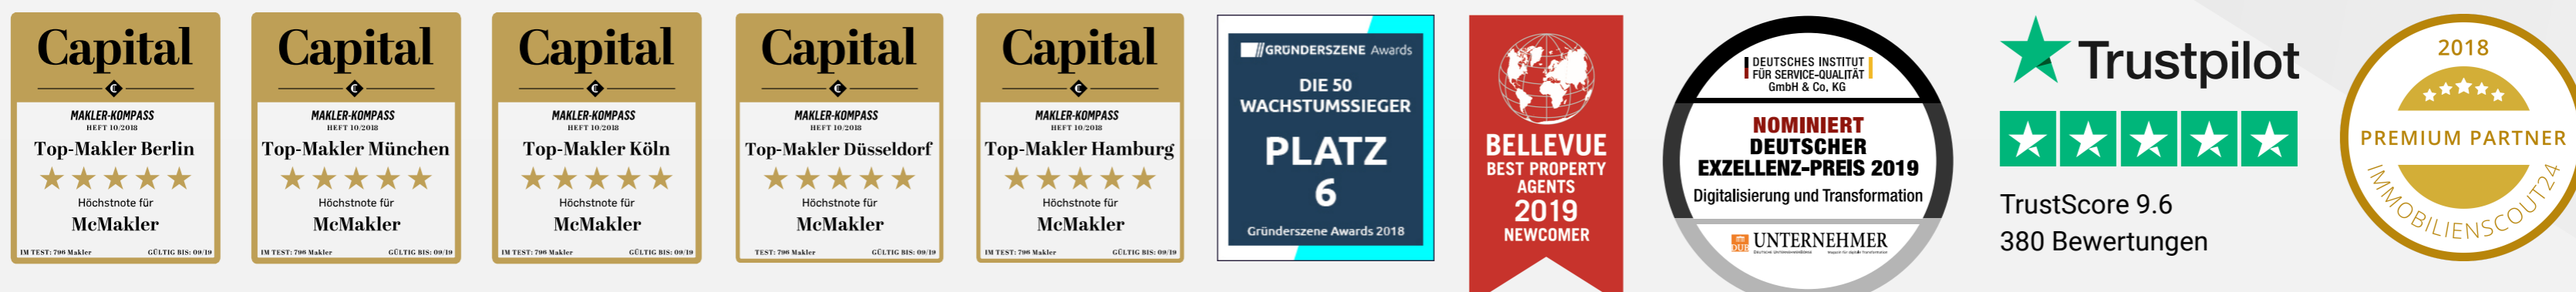 Capital
MAKLER-KOMPASS
HEFT 10/2018
Top-Makler Berlin
Höchstnote für
McMakler
IM TEST: 796 Makler
GÜLTIG BIS: 09/19
Capital
MAKLER-KOMPASS
HEFT 10/2018
Top-Makler München
Höchstnote für
McMakler
IM TEST: 796 Makler
GÜLTIG BIS: 09/19
Capital
MAKLER-KOMPASS
HEFT 10/2018
Top-Makler Köln
Höchstnote für
McMakler
IM TEST: 796 Makler
GÜLTIG BIS: 09/19
Capital
MAKLER-KOMPASS
HEFT 10/2018
Top-Makler Düsseldorf
Höchstnote für
McMakler
TEST: 796 Makler
GÜLTIG BIS: 09/19
Capital
MAKLER-KOMPASS
HEFT 10/2018
Top-Makler Hamburg
Höchstnote für
McMakler
IM TEST: 796 Makler
GÜLTIG BIS: 09/19
GRÜNDERSZENE Awards
DIE 50
WACHSTUMSSIEGER
PLATZ
6
Gründerszene Awards 2018
BELLEVUE
BEST PROPERTY
AGENTS
2019
NEWCOMER
DEUTSCHES INSTITUT
FÜR SERVICE-QUALITÄT
GmbH & Co. KG
NOMINIERT
DEUTSCHER
EXZELLENZ-PREIS 2019
Digitalisierung und Transformation
DUB UNTERNEHMER
Trustpilot
TrustScore 9.6
380 Bewertungen
2018
PREMIUM PARTNER
IMMOBILIENSCOUT24